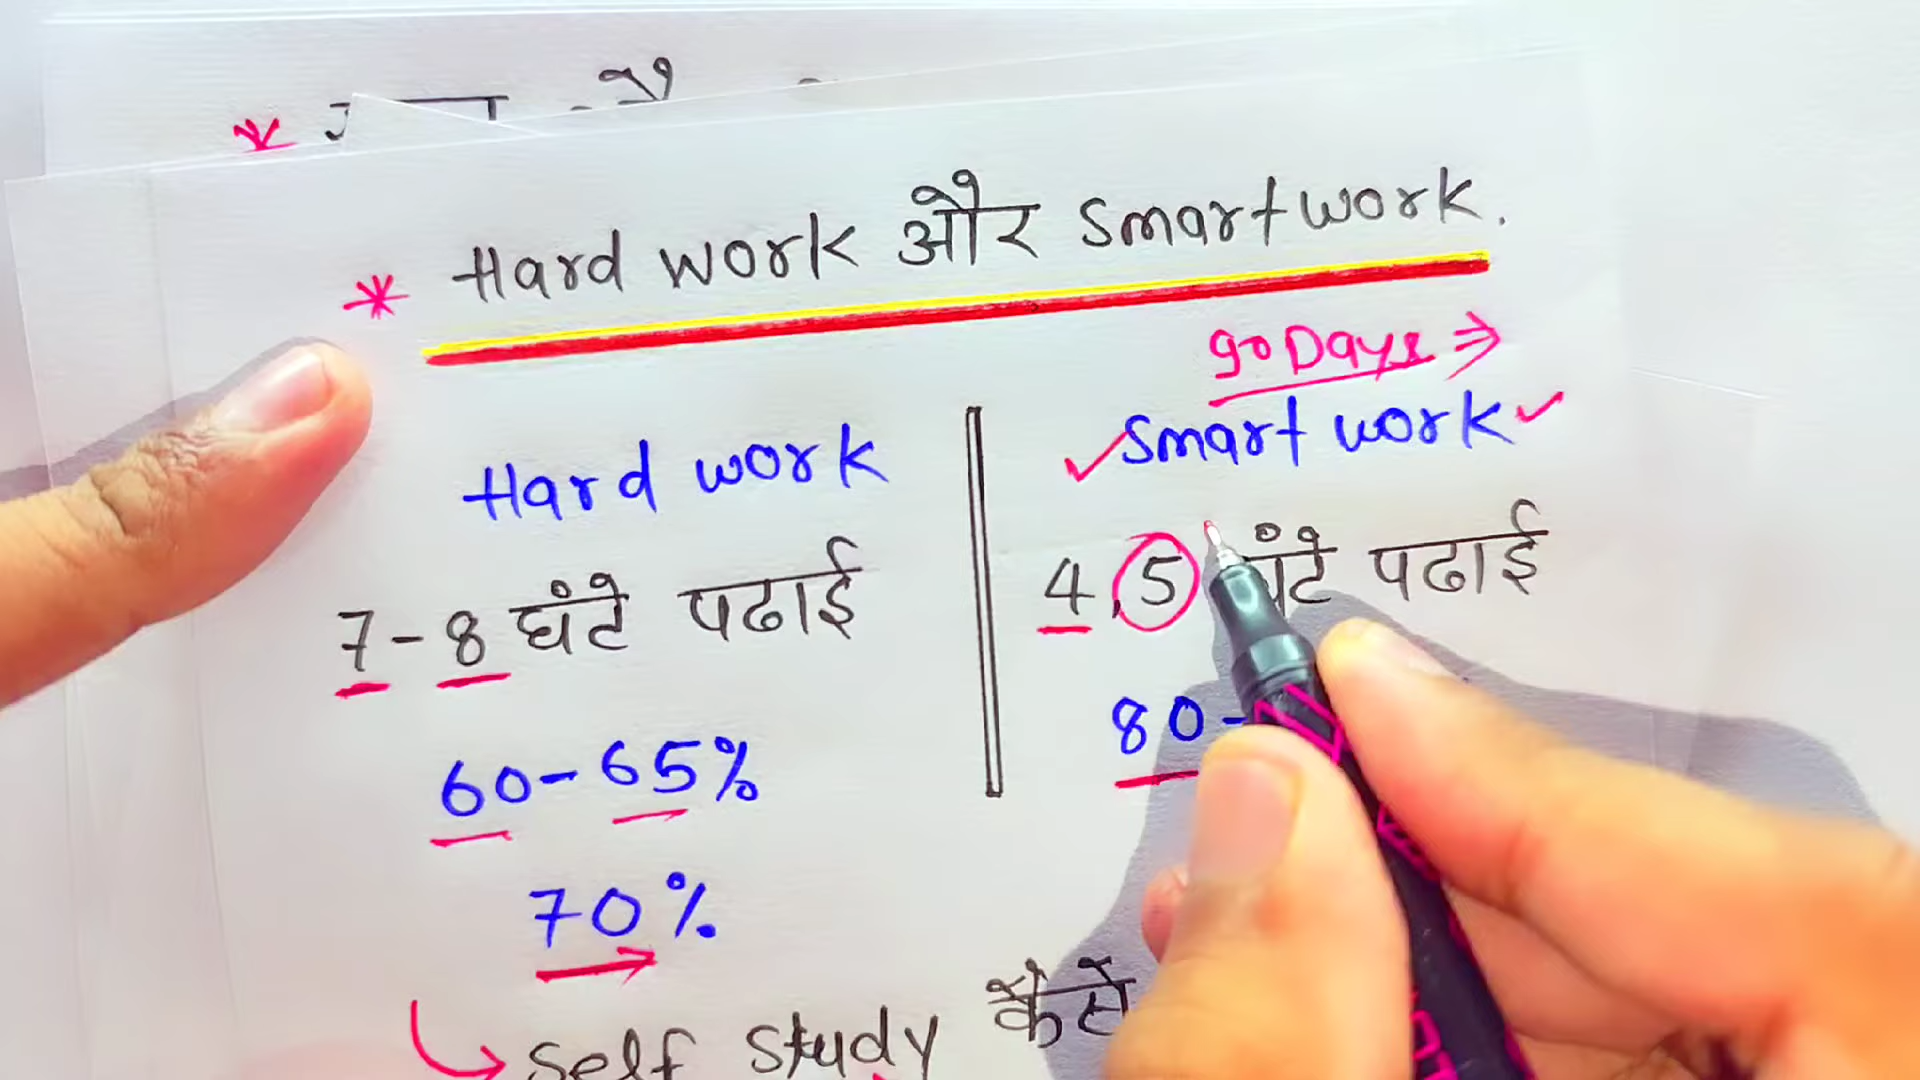 * Hard work और Smart work.
90 Days ⇒
Hard work
✓ Smart work ✓
7-8 घंटे पढाई
4, 5 घंटे पढाई
60-65%
80-
70%
Self study कैसे